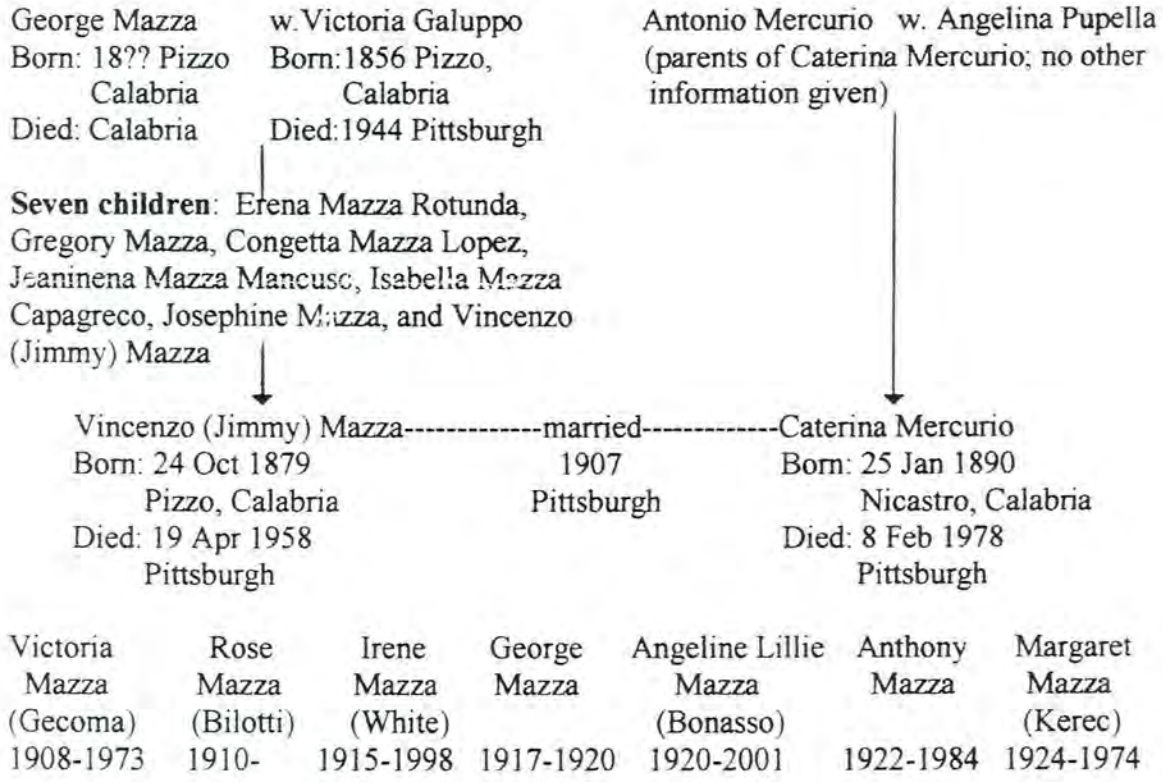 George Mazza w. Victoria Galuppo
Born: 18?? Pizzo Born: 1856 Pizzo,
Calabria Calabria
Died: Calabria Died: 1944 Pittsburgh
Antonio Mercurio w. Angelina Pupella
(parents of Caterina Mercurio; no other
information given)
Seven children: Erena Mazza Rotunda,
Gregory Mazza, Congetta Mazza Lopez,
Jeaninena Mazza Mancusc, Isabella Mazza
Capagreco, Josephine Mazza, and Vincenzo
(Jimmy) Mazza
Vincenzo (Jimmy) Mazza-------------married-------------Caterina Mercurio
Born: 24 Oct 1879 1907 Born: 25 Jan 1890
Pizzo, Calabria Pittsburgh Nicastro, Calabria
Died: 19 Apr 1958 Died: 8 Feb 1978
Pittsburgh Pittsburgh
Victoria Rose Irene George Angeline Lillie Anthony Margaret
Mazza Mazza Mazza Mazza Mazza Mazza Mazza
(Gecoma) (Bilotti) (White) (Bonasso) (Kerec)
1908-1973 1910- 1915-1998 1917-1920 1920-2001 1922-1984 1924-1974